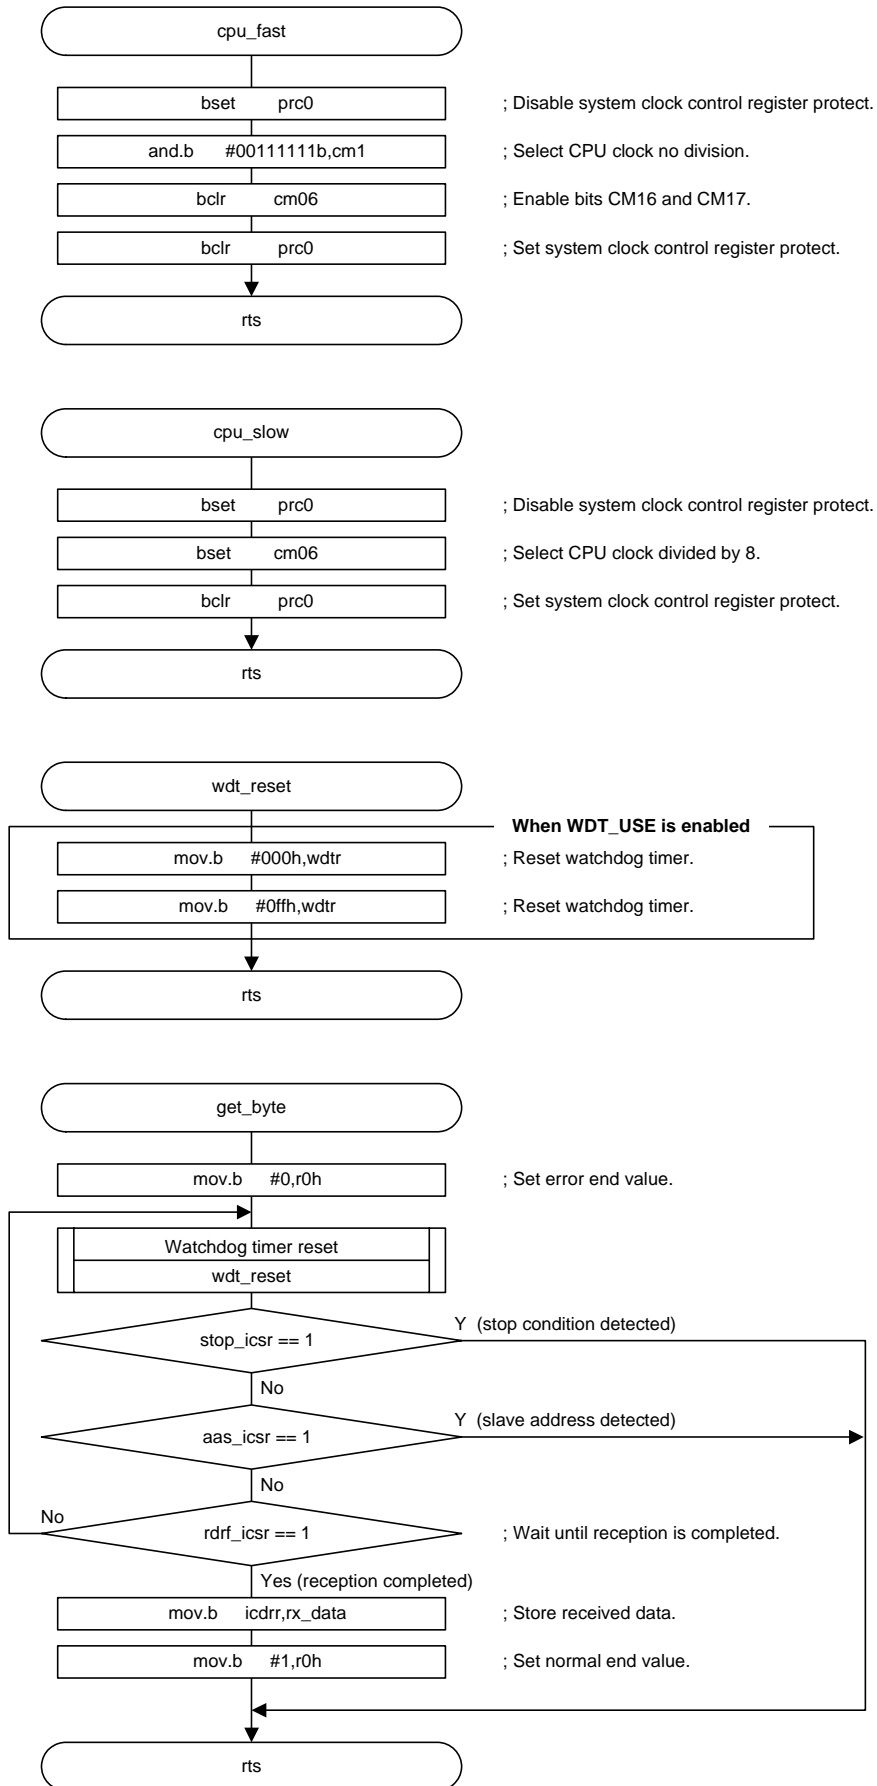 cpu_fast
bset prc0 ; Disable system clock control register protect.
and.b #00111111b,cm1 ; Select CPU clock no division.
bclr cm06 ; Enable bits CM16 and CM17.
bclr prc0 ; Set system clock control register protect.
rts
cpu_slow
bset prc0 ; Disable system clock control register protect.
bset cm06 ; Select CPU clock divided by 8.
bclr prc0 ; Set system clock control register protect.
rts
wdt_reset
When WDT_USE is enabled
mov.b #000h,wdtr ; Reset watchdog timer.
mov.b #0ffh,wdtr ; Reset watchdog timer.
rts
get_byte
mov.b #0,r0h ; Set error end value.
Watchdog timer reset
wdt_reset
stop_icsr == 1 Y (stop condition detected)
No
aas_icsr == 1 Y (slave address detected)
No
No rdrf_icsr == 1 ; Wait until reception is completed.
Yes (reception completed)
mov.b icdrr,rx_data ; Store received data.
mov.b #1,r0h ; Set normal end value.
rts